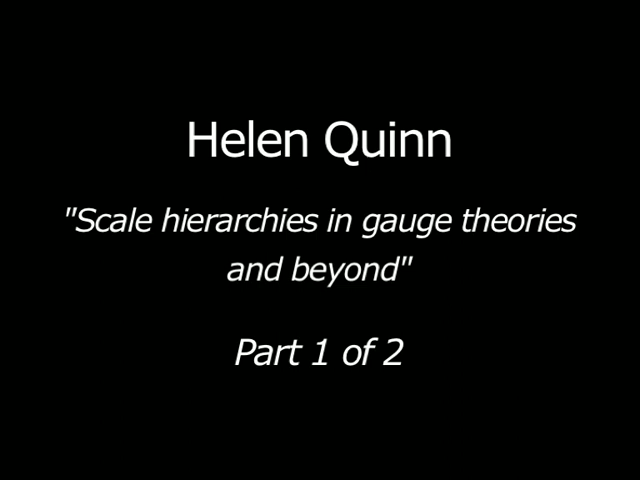 Helen Quinn
"Scale hierarchies in gauge theories
and beyond"
Part 1 of 2